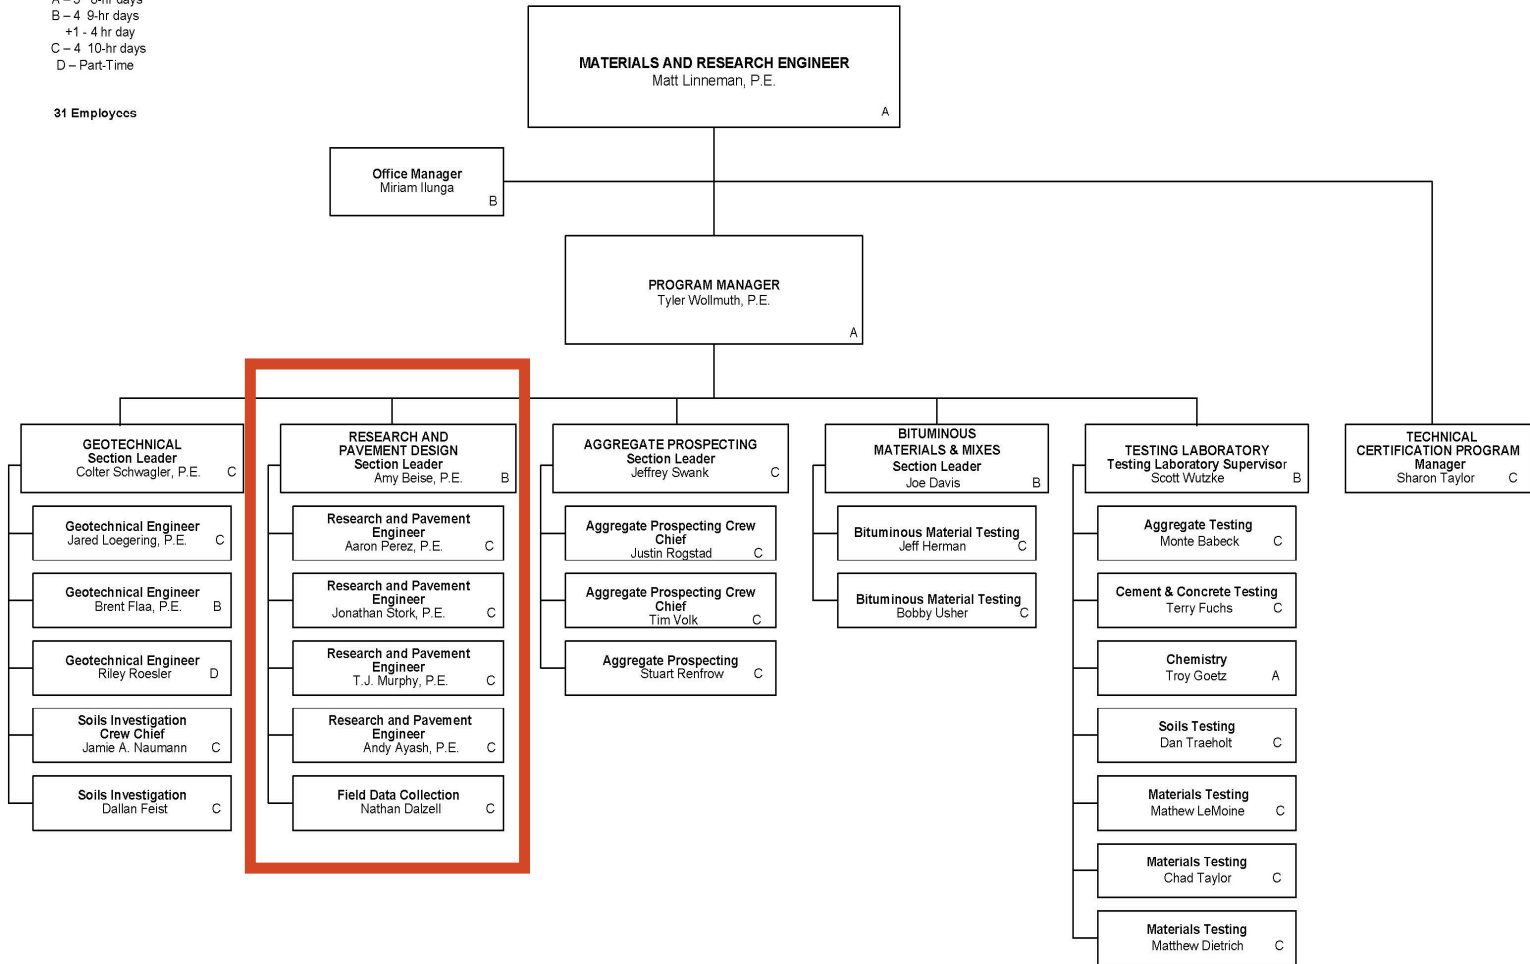 A – 5 8-hr days
B – 4 9-hr days
+1 - 4 hr day
C – 4 10-hr days
D – Part-Time
31 Employees
MATERIALS AND RESEARCH ENGINEER
Matt Linneman, P.E.
A
Office Manager
Miriam Ilunga
B
PROGRAM MANAGER
Tyler Wollmuth, P.E.
A
GEOTECHNICAL
Section Leader
Colter Schwagler, P.E. C
Geotechnical Engineer
Jared Loegering, P.E. C
Geotechnical Engineer
Brent Flaa, P.E. B
Geotechnical Engineer
Riley Roesler D
Soils Investigation
Crew Chief
Jamie A. Naumann C
Soils Investigation
Dallan Feist C
RESEARCH AND
PAVEMENT DESIGN
Section Leader
Amy Beise, P.E. B
Research and Pavement
Engineer
Aaron Perez, P.E. C
Research and Pavement
Engineer
Jonathan Stork, P.E. C
Research and Pavement
Engineer
T.J. Murphy, P.E. C
Research and Pavement
Engineer
Andy Ayash, P.E. C
Field Data Collection
Nathan Dalzell C
AGGREGATE PROSPECTING
Section Leader
Jeffrey Swank C
Aggregate Prospecting Crew
Chief
Justin Rogstad C
Aggregate Prospecting Crew
Chief
Tim Volk C
Aggregate Prospecting
Stuart Renfrow C
BITUMINOUS
MATERIALS & MIXES
Section Leader
Joe Davis B
Bituminous Material Testing
Jeff Herman C
Bituminous Material Testing
Bobby Usher C
TESTING LABORATORY
Testing Laboratory Supervisor
Scott Wutzke B
Aggregate Testing
Monte Babeck C
Cement & Concrete Testing
Terry Fuchs C
Chemistry
Troy Goetz A
Soils Testing
Dan Traeholt C
Materials Testing
Mathew LeMoine C
Materials Testing
Chad Taylor C
Materials Testing
Matthew Dietrich C
TECHNICAL
CERTIFICATION PROGRAM
Manager
Sharon Taylor C